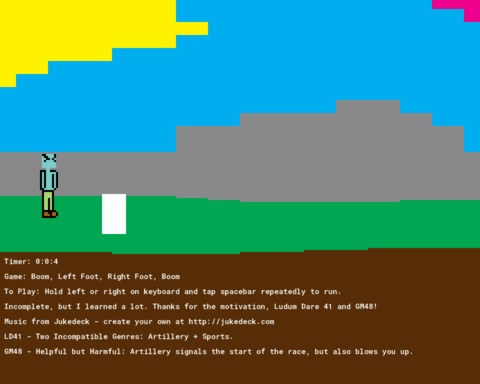 Timer: 0:0:4
Game: Boom, Left Foot, Right Foot, Boom
To Play: Hold left or right on keyboard and tap spacebar repeatedly to run.
Incomplete, but I learned a lot. Thanks for the motivation, Ludum Dare 41 and GM48!
Music from Jukedeck - create your own at http://jukedeck.com
LD41 - Two Incompatible Genres: Artillery + Sports.
GM48 - Helpful but Harmful: Artillery signals the start of the race, but also blows you up.